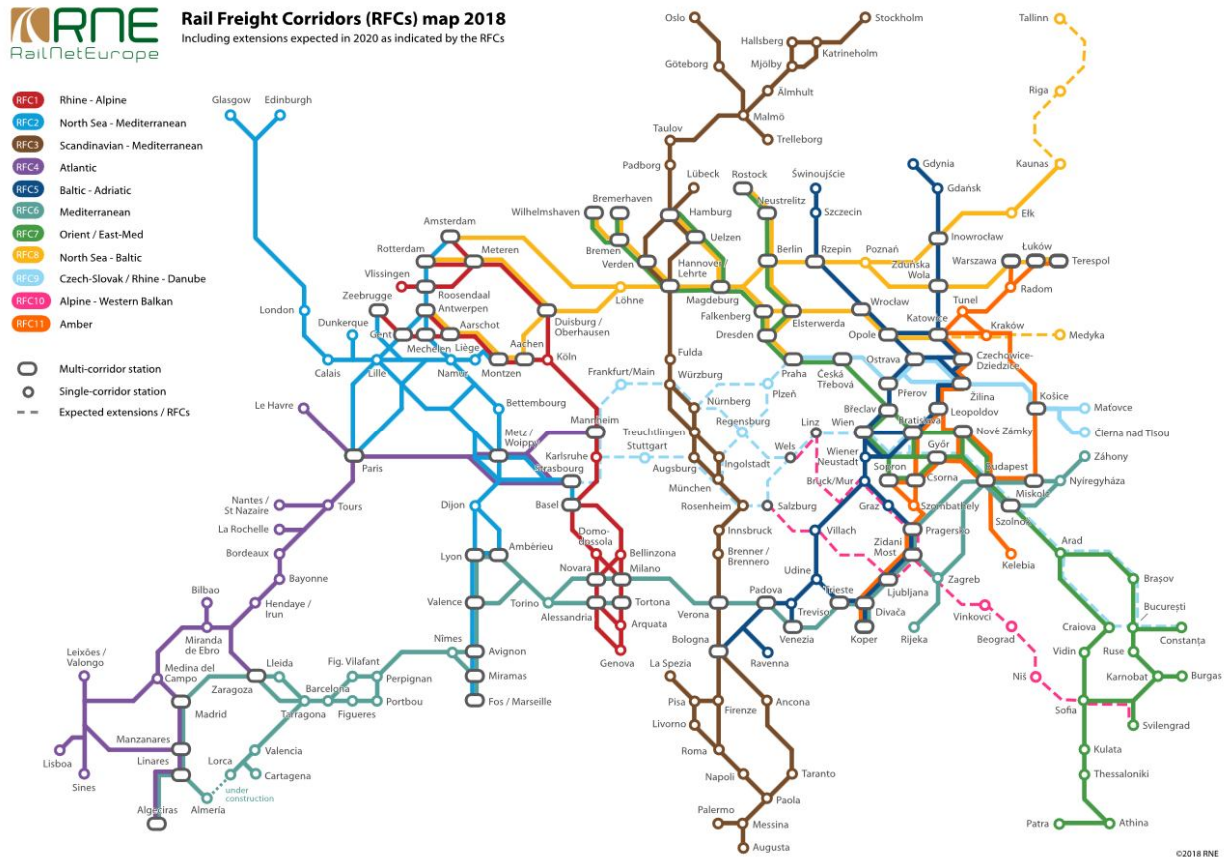 RNE
RailNetEurope
Rail Freight Corridors (RFCs) map 2018
Including extensions expected in 2020 as indicated by the RFCs
RFC1 Rhine - Alpine
RFC2 North Sea - Mediterranean
RFC3 Scandinavian - Mediterranean
RFC4 Atlantic
RFC5 Baltic - Adriatic
RFC6 Mediterranean
RFC7 Orient / East-Med
RFC8 North Sea - Baltic
RFC9 Czech-Slovak / Rhine - Danube
RFC10 Alpine - Western Balkan
RFC11 Amber
Multi-corridor station
Single-corridor station
Expected extensions / RFCs
Glasgow
Edinburgh
London
Dunkerque
Calais
Lille
Le Havre
Paris
Nantes /
St Nazaire
Tours
La Rochelle
Bordeaux
Bayonne
Hendaye /
Irun
Bilbao
Miranda
de Ebro
Leixões /
Valongo
Medina del
Campo
Zaragoza
Lleida
Madrid
Manzanares
Linares
Lisboa
Sines
Algeciras
Almería
under
construction
Lorca
Cartagena
Valencia
Tarragona
Barcelona
Fig. Vilafant
Figueres
Perpignan
Portbou
Nîmes
Avignon
Miramas
Fos / Marseille
Valence
Lyon
Ambèrieu
Dijon
Torino
Amsterdam
Rotterdam
Meteren
Vlissingen
Roosendaal
Zeebrugge
Antwerpen
Gent
Aarschot
Mechelen
Liège
Aachen
Montzen
Namur
Bettembourg
Metz /
Woippy
Strasbourg
Basel
Duisburg /
Oberhausen
Köln
Löhne
Mannheim
Karlsruhe
Frankfurt/Main
Stuttgart
Domo-
dossola
Bellinzona
Novara
Milano
Alessandria
Tortona
Arquata
Genova
Oslo
Stockholm
Hallsberg
Katrineholm
Mjölby
Göteborg
Älmhult
Malmö
Trelleborg
Taulov
Padborg
Lübeck
Hamburg
Uelzen
Wilhelmshaven
Bremerhaven
Bremen
Verden
Hannover /
Lehrte
Magdeburg
Rostock
Neustrelitz
Berlin
Falkenberg
Dresden
Elsterwerda
Fulda
Würzburg
Nürnberg
Treuchtlingen
Augsburg
Ingolstadt
München
Rosenheim
Regensburg
Plzeň
Praha
Česká
Třebová
Innsbruck
Brenner /
Brennero
Verona
Bologna
Padova
Venezia
Treviso
Udine
Trieste
Ravenna
La Spezia
Pisa
Livorno
Firenze
Ancona
Roma
Napoli
Taranto
Paola
Palermo
Messina
Augusta
Tallinn
Riga
Kaunas
Ełk
Gdynia
Gdańsk
Świnoujście
Szczecin
Inowrocław
Rzepin
Poznań
Zduńska
Wola
Warszawa
Łuków
Terespol
Radom
Tunel
Kraków
Medyka
Wrocław
Opole
Katowice
Ostrava
Czechowice-
Dziedzice
Přerov
Žilina
Košice
Maťovce
Čierna nad Tisou
Břeclav
Leopoldov
Bratislava
Nové Zámky
Wien
Linz
Wels
Salzburg
Wiener
Neustadt
Sopron
Győr
Csorna
Budapest
Miskolc
Záhony
Nyíregyháza
Bruck/Mur
Graz
Szombathely
Szolnok
Kelebia
Villach
Pragersko
Zidani
Most
Ljubljana
Divača
Koper
Zagreb
Rijeka
Vinkovci
Beograd
Niš
Arad
Brașov
București
Craiova
Constanța
Vidin
Ruse
Karnobat
Burgas
Sofia
Svilengrad
Kulata
Thessaloniki
Patra
Athina
©2018 RNE